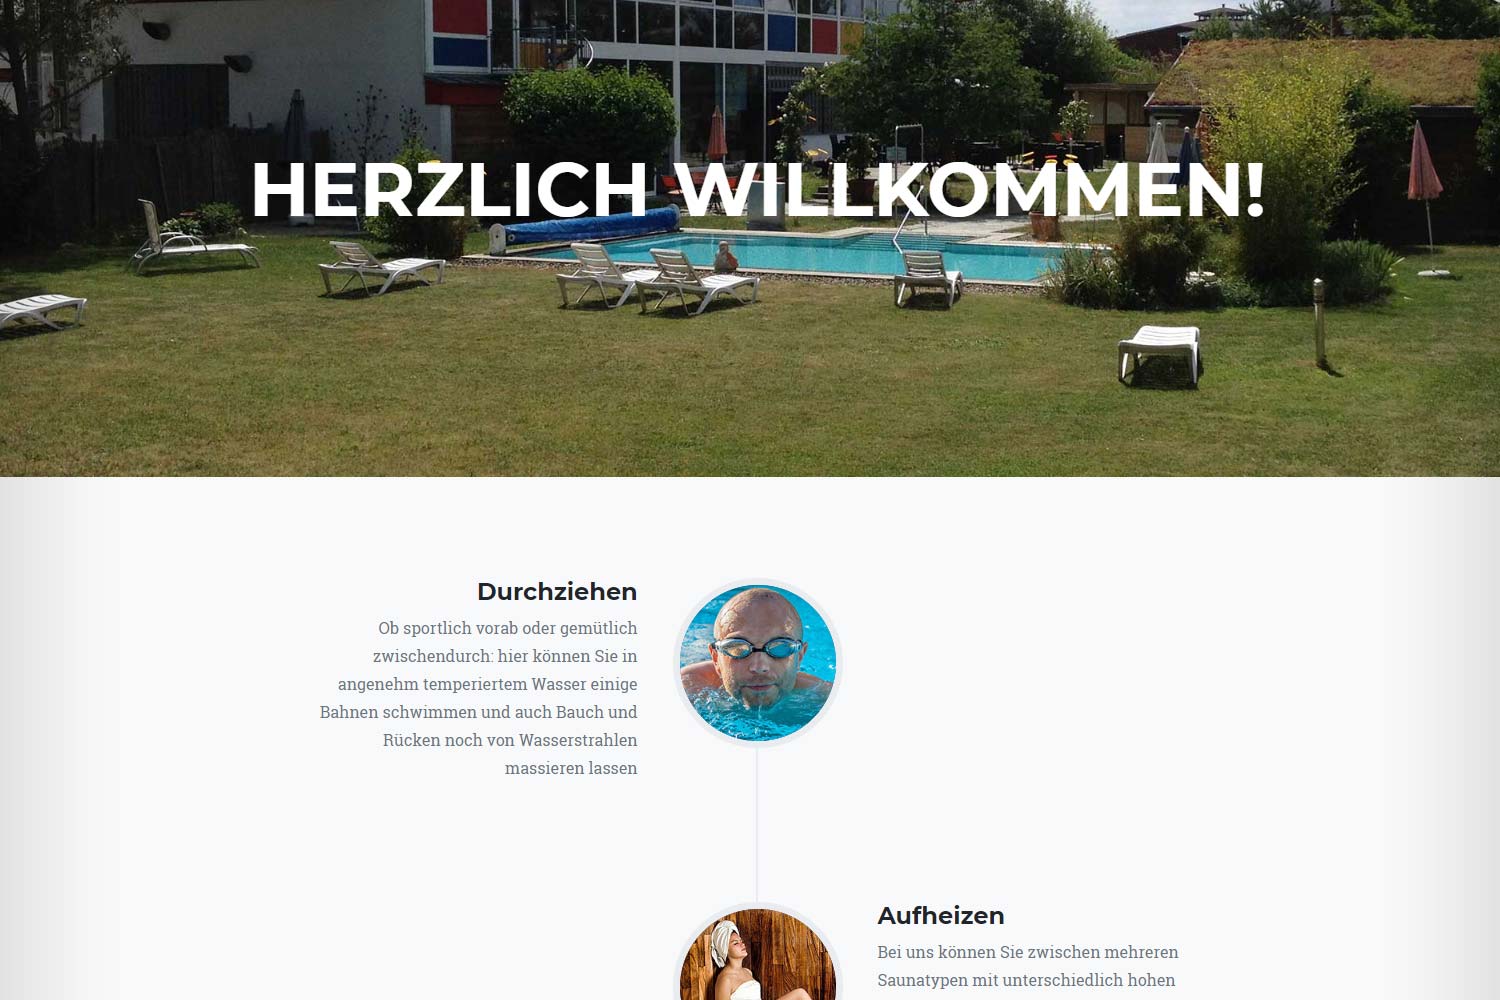 HERZLICH WILLKOMMEN!
Durchziehen
Ob sportlich vorab oder gemütlich
zwischendurch: hier können Sie in
angenehm temperiertem Wasser einige
Bahnen schwimmen und auch Bauch und
Rücken noch von Wasserstrahlen
massieren lassen
Aufheizen
Bei uns können Sie zwischen mehreren
Saunatypen mit unterschiedlich hohen